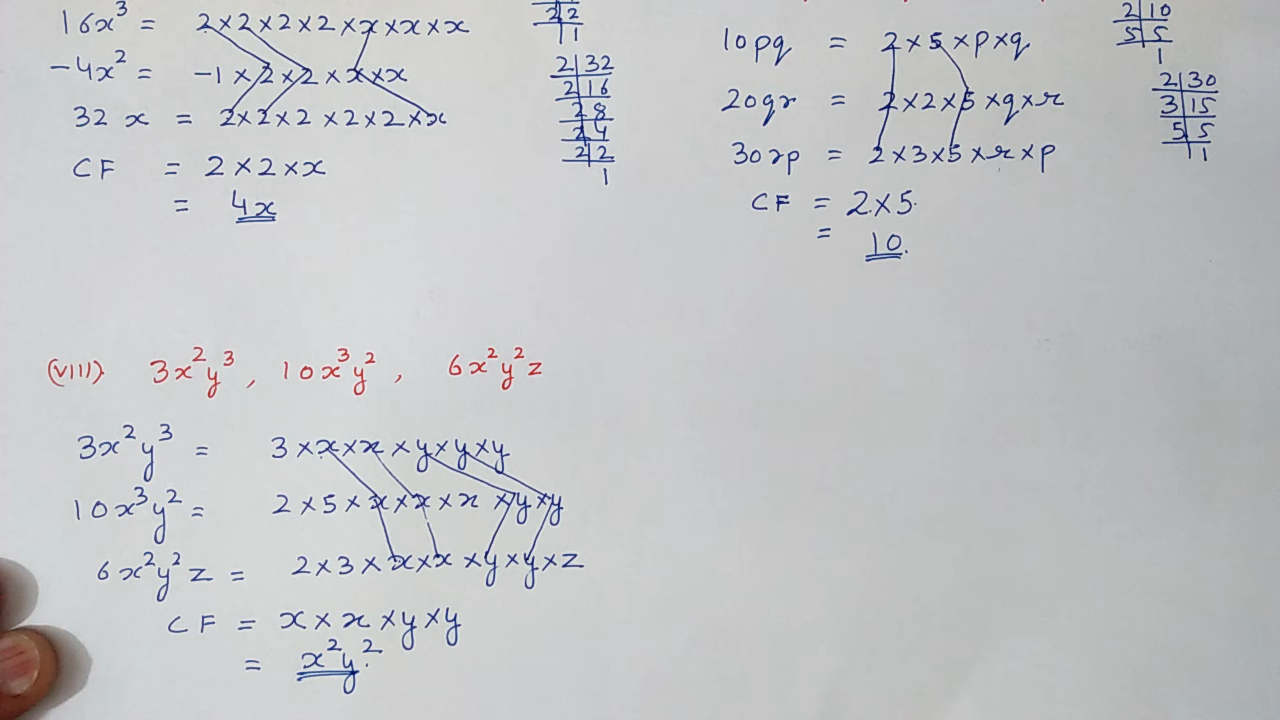 16x³ = 2×2×2×2×x×x×x
-4x² = -1×2×2×x×x
32x = 2×2×2×2×2×x
CF = 2×2×x
= 4x
2|2
1
2|32
2|16
2|8
2|4
2|2
1
10pq = 2×5×p×q
20qr = 2×2×5×q×r
30rp = 2×3×5×r×p
CF = 2×5.
= 10.
2|10
5|5
1
2|30
3|15
5|5
1
(viii) 3x²y³, 10x³y², 6x²y²z
3x²y³ = 3×x×x×y×y×y
10x³y² = 2×5×x×x×x×y×y
6x²y²z = 2×3×x×x×y×y×z
CF = x×x×y×y
= x²y².